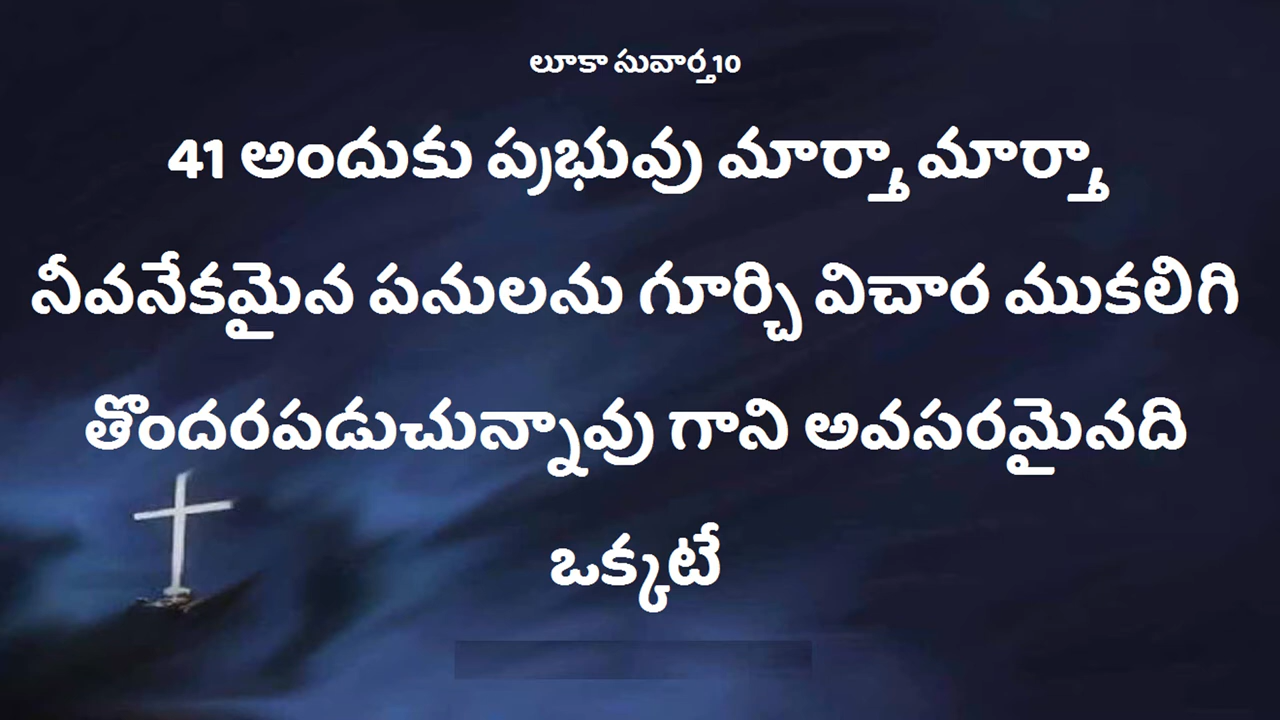 లూకా సువార్త10
41 అందుకు ప్రభువు మార్తా, మార్తా,
నీవనేకమైన పనులను గూర్చి విచార ముకలిగి
తొందరపడుచున్నావు గాని అవసరమైనది
ఒక్కటే